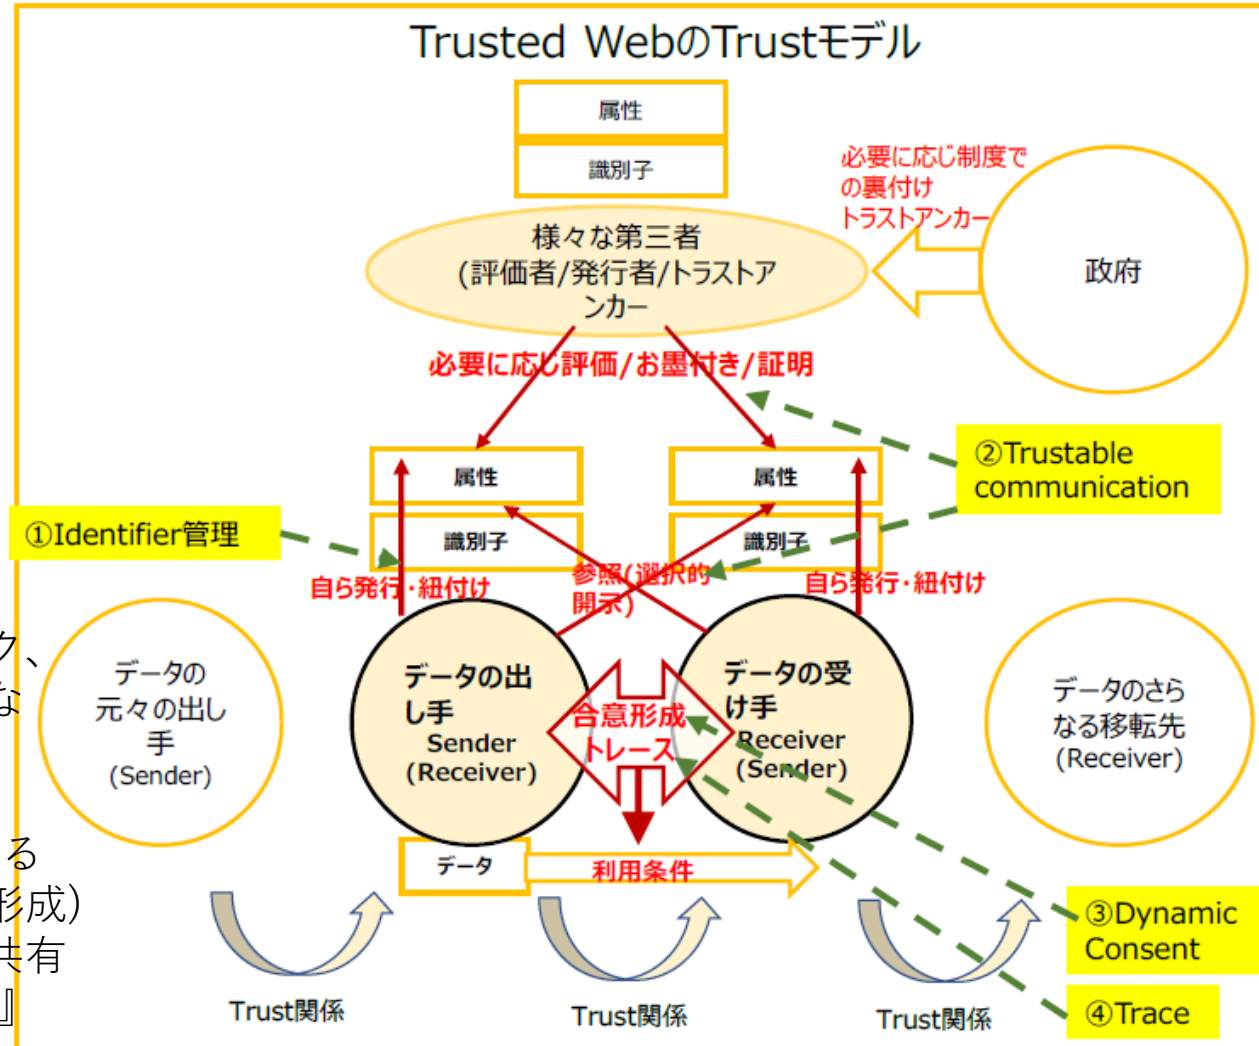 Trusted WebのTrustモデル
属性
識別子
必要に応じ制度で
の裏付け
トラストアンカー
様々な第三者
(評価者/発行者/トラストア
ンカー
政府
必要に応じ評価/お墨付き/証明
②Trustable
communication
属性
属性
①Identifier管理
識別子
識別子
自ら発行・紐付け
参照(選択的
開示)
自ら発行・紐付け
ク、
な
データの
元々の出し
手
(Sender)
データの出
し手
Sender
(Receiver)
合意形成
トレース
データの受
け手
Receiver
(Sender)
データのさら
なる移転先
(Receiver)
る
形成)
共有
』
データ
利用条件
③Dynamic
Consent
④Trace
Trust関係
Trust関係
Trust関係